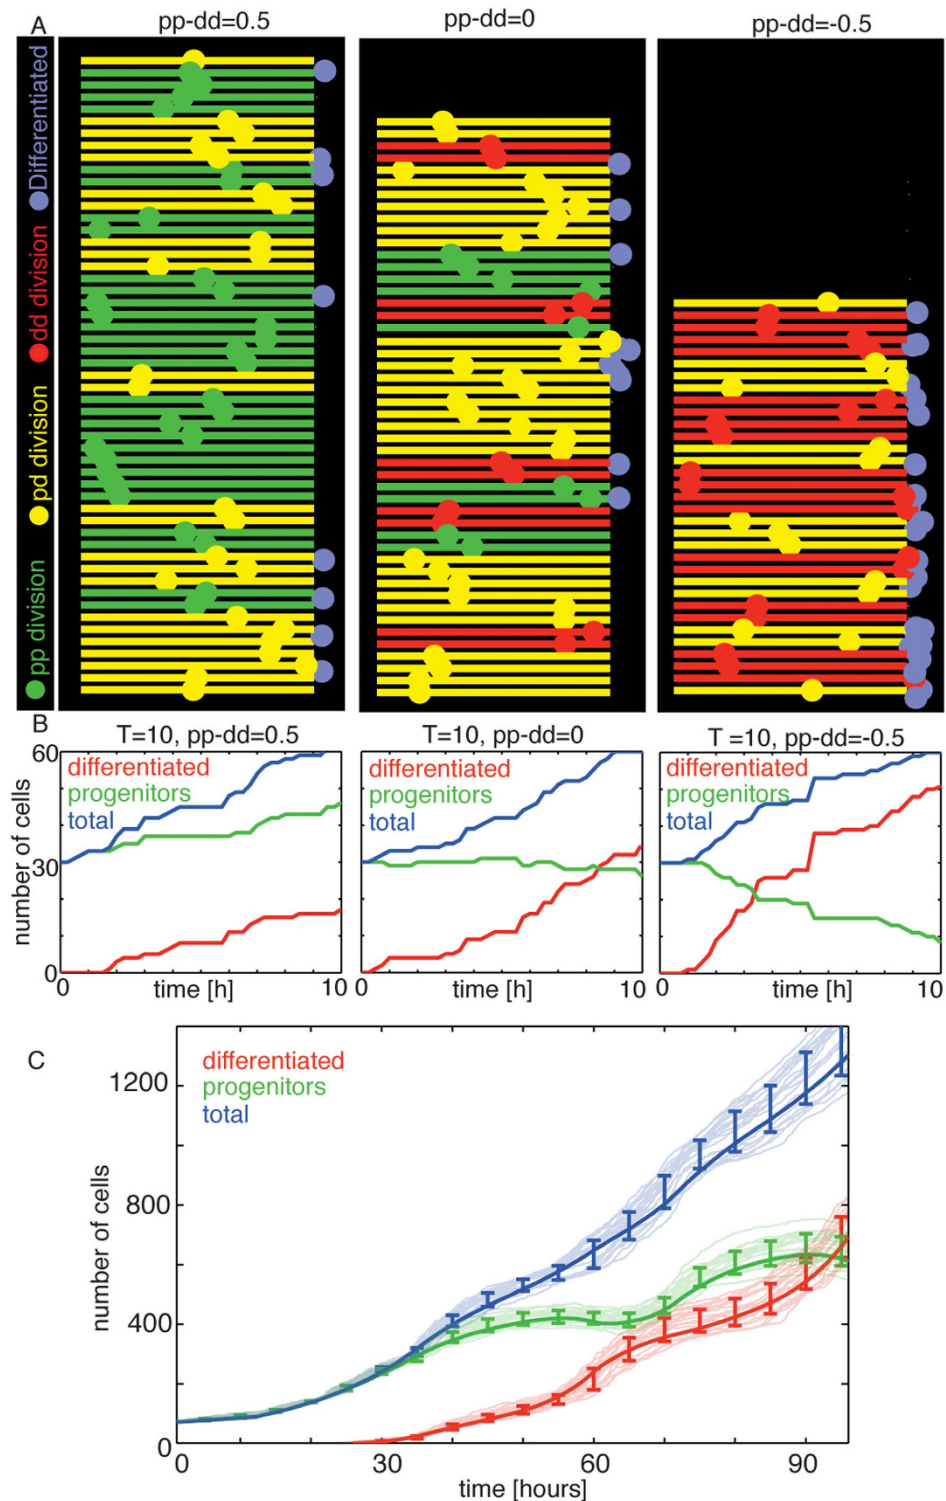 A
pp-dd=0.5
pp-dd=0
pp-dd=-0.5
Differentiated
dd division
pd division
pp division
B
T=10, pp-dd=0.5
T=10, pp-dd=0
T =10, pp-dd=-0.5
60
30
0
number of cells
differentiated
progenitors
total
differentiated
progenitors
total
differentiated
progenitors
total
0
time [h]
10
0
time [h]
10
0
time [h]
10
C
differentiated
progenitors
total
1200
800
400
0
number of cells
0
30
60
90
time [hours]